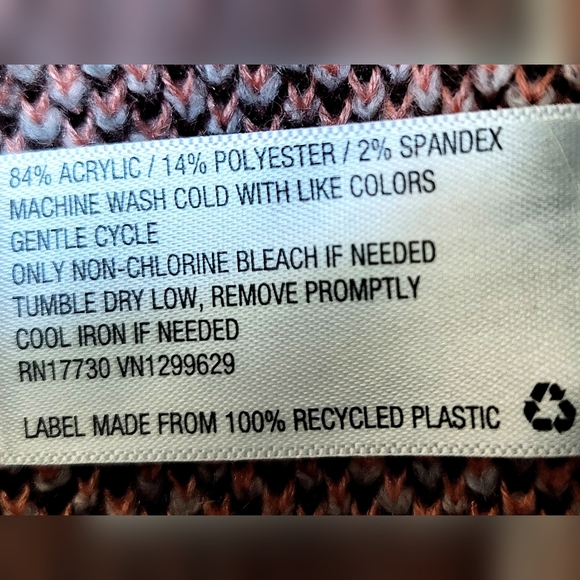 84% ACRYLIC / 14% POLYESTER / 2% SPANDEX
MACHINE WASH COLD WITH LIKE COLORS
GENTLE CYCLE
ONLY NON-CHLORINE BLEACH IF NEEDED
TUMBLE DRY LOW, REMOVE PROMPTLY
COOL IRON IF NEEDED
RN17730 VN1299629
LABEL MADE FROM 100% RECYCLED PLASTIC